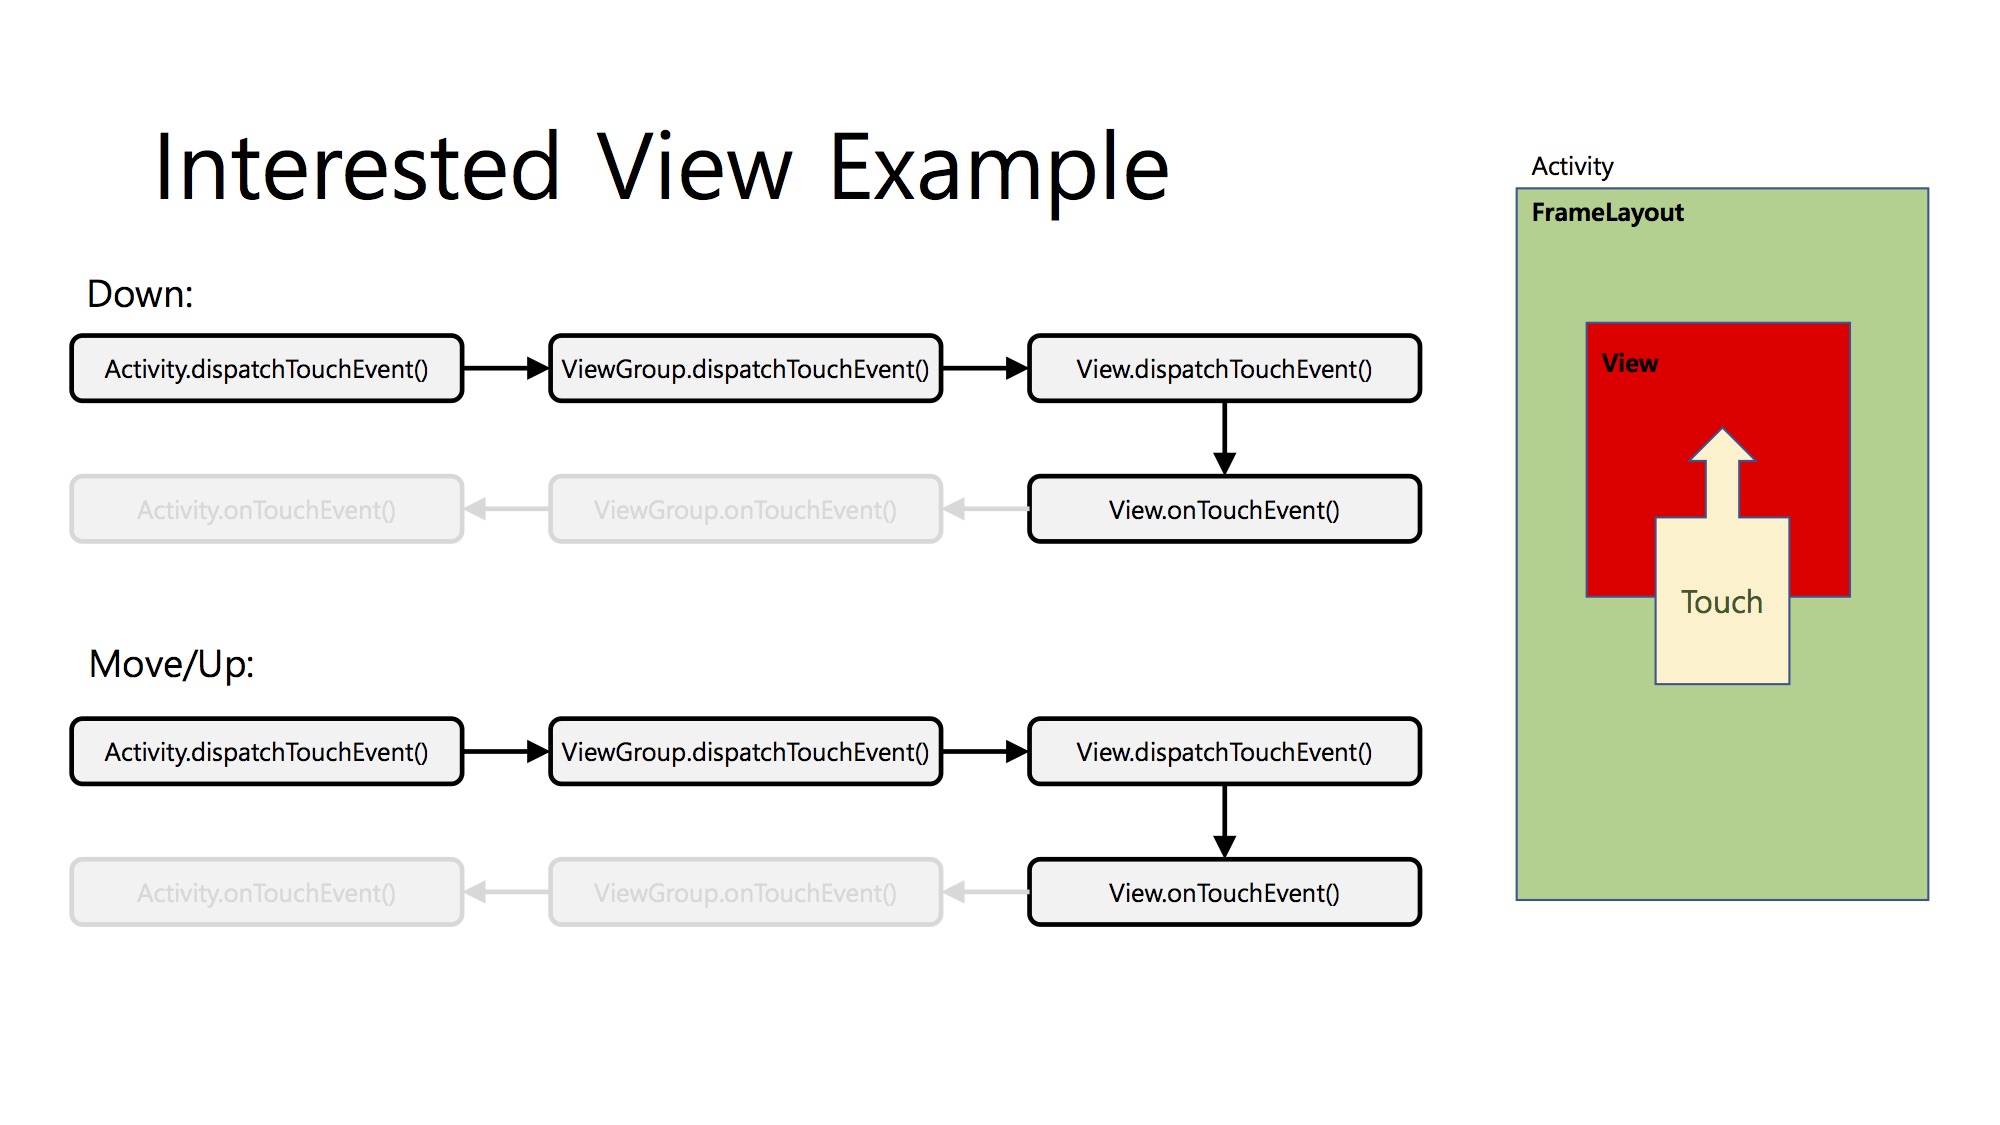 Interested View Example
Down:
Activity.dispatchTouchEvent()
ViewGroup.dispatchTouchEvent()
View.dispatchTouchEvent()
Activity.onTouchEvent()
ViewGroup.onTouchEvent()
View.onTouchEvent()
Move/Up:
Activity.dispatchTouchEvent()
ViewGroup.dispatchTouchEvent()
View.dispatchTouchEvent()
Activity.onTouchEvent()
ViewGroup.onTouchEvent()
View.onTouchEvent()
Activity
FrameLayout
View
Touch